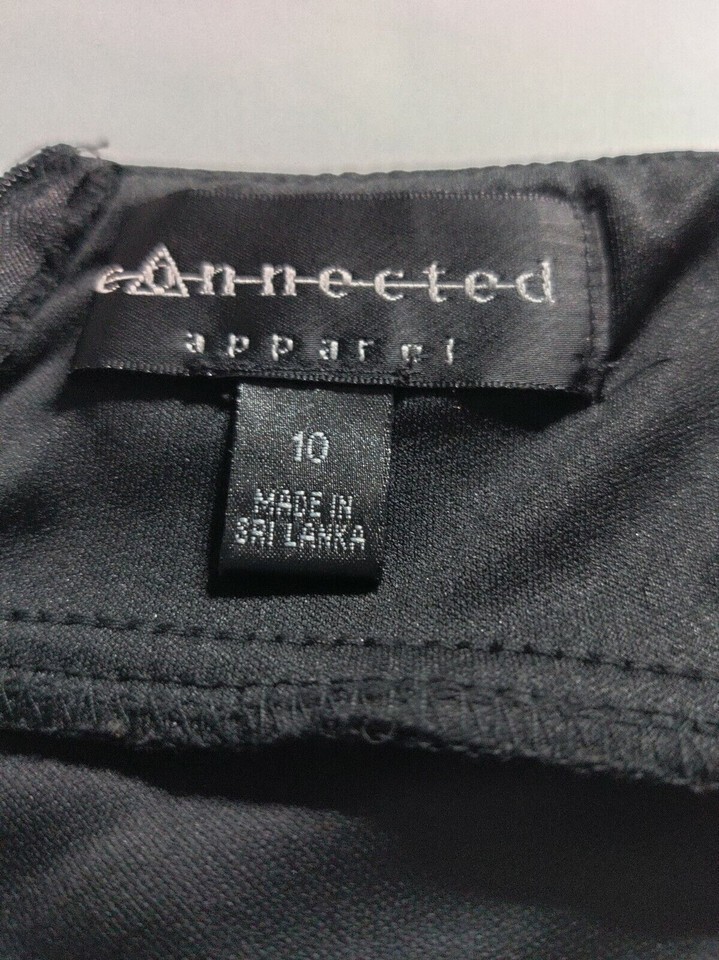 connected
apparel
10
MADE IN
SRI LANKA